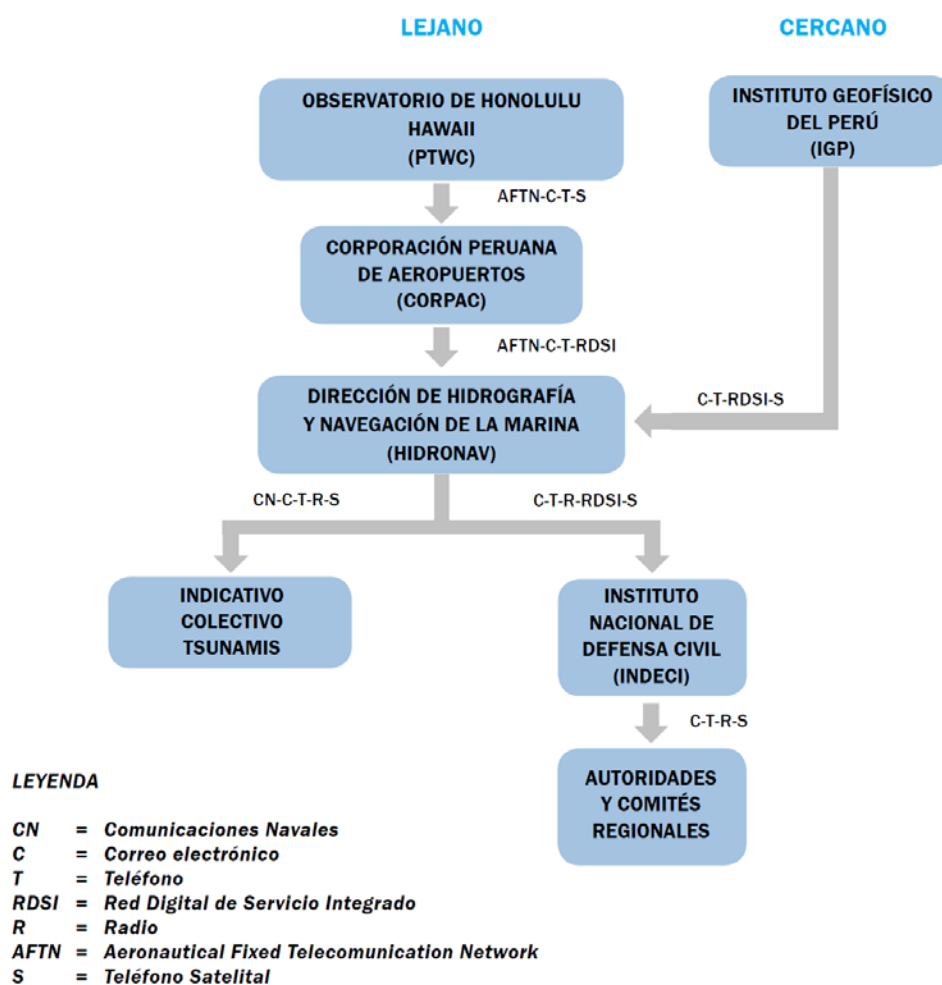 LEJANO
CERCANO
OBSERVATORIO DE HONOLULU
HAWAII
(PTWC)
INSTITUTO GEOFÍSICO
DEL PERÚ
(IGP)
AFTN-C-T-S
CORPORACIÓN PERUANA
DE AEROPUERTOS
(CORPAC)
AFTN-C-T-RDSI
DIRECCIÓN DE HIDROGRAFÍA
Y NAVEGACIÓN DE LA MARINA
(HIDRONAV)
C-T-RDSI-S
CN-C-T-R-S
C-T-R-RDSI-S
INDICATIVO
COLECTIVO
TSUNAMIS
INSTITUTO
NACIONAL DE
DEFENSA CIVIL
(INDECI)
C-T-R-S
AUTORIDADES
Y COMITÉS
REGIONALES
LEYENDA
CN = Comunicaciones Navales
C = Correo electrónico
T = Teléfono
RDSI = Red Digital de Servicio Integrado
R = Radio
AFTN = Aeronautical Fixed Telecommunication Network
S = Teléfono Satelital